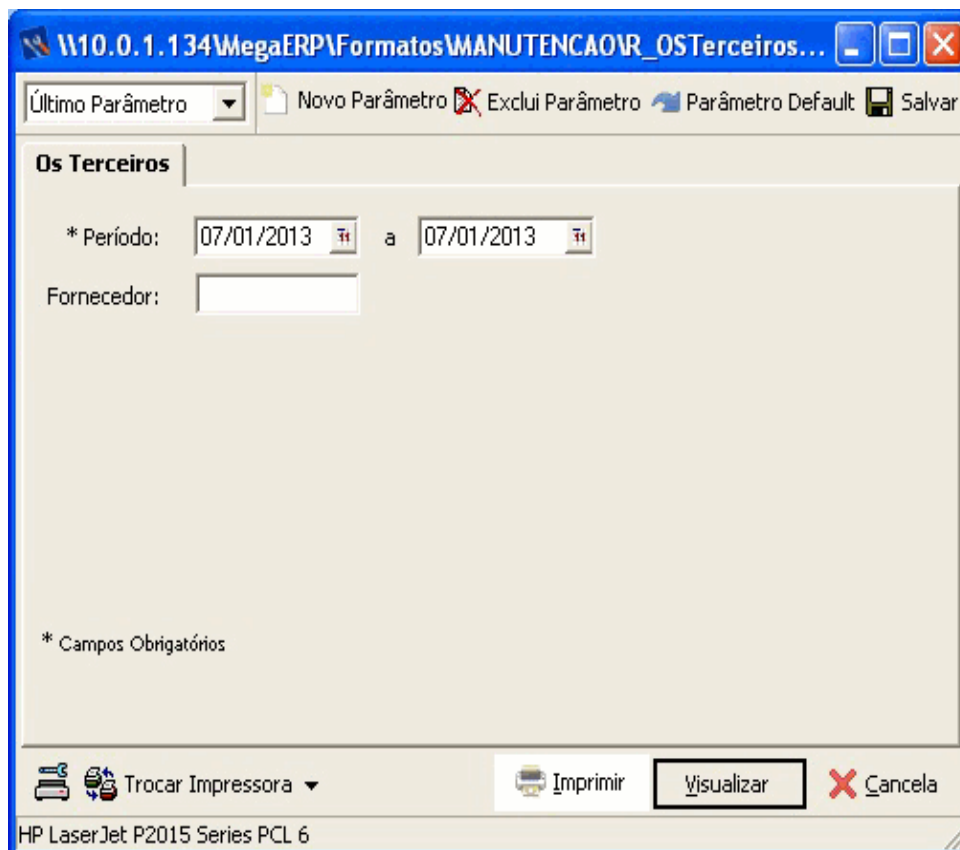 \\10.0.1.134\MegaERP\Formatos\MANUTENCAO\R_OSTerceiros...
Último Parâmetro Novo Parâmetro Exclui Parâmetro Parâmetro Default Salvar
Os Terceiros
* Período: 07/01/2013 a 07/01/2013
Fornecedor:
* Campos Obrigatórios
Trocar Impressora Imprimir Visualizar Cancela
HP LaserJet P2015 Series PCL 6